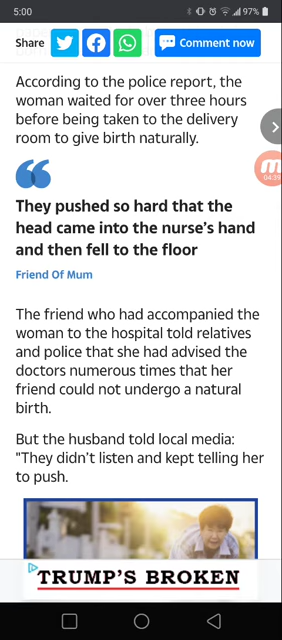 5:00
97%
Share
Comment now
According to the police report, the
woman waited for over three hours
before being taken to the delivery
room to give birth naturally.
They pushed so hard that the
head came into the nurse's hand
and then fell to the floor
Friend Of Mum
04:39
The friend who had accompanied the
woman to the hospital told relatives
and police that she had advised the
doctors numerous times that her
friend could not undergo a natural
birth.
But the husband told local media:
"They didn't listen and kept telling her
to push.
TRUMP'S BROKEN